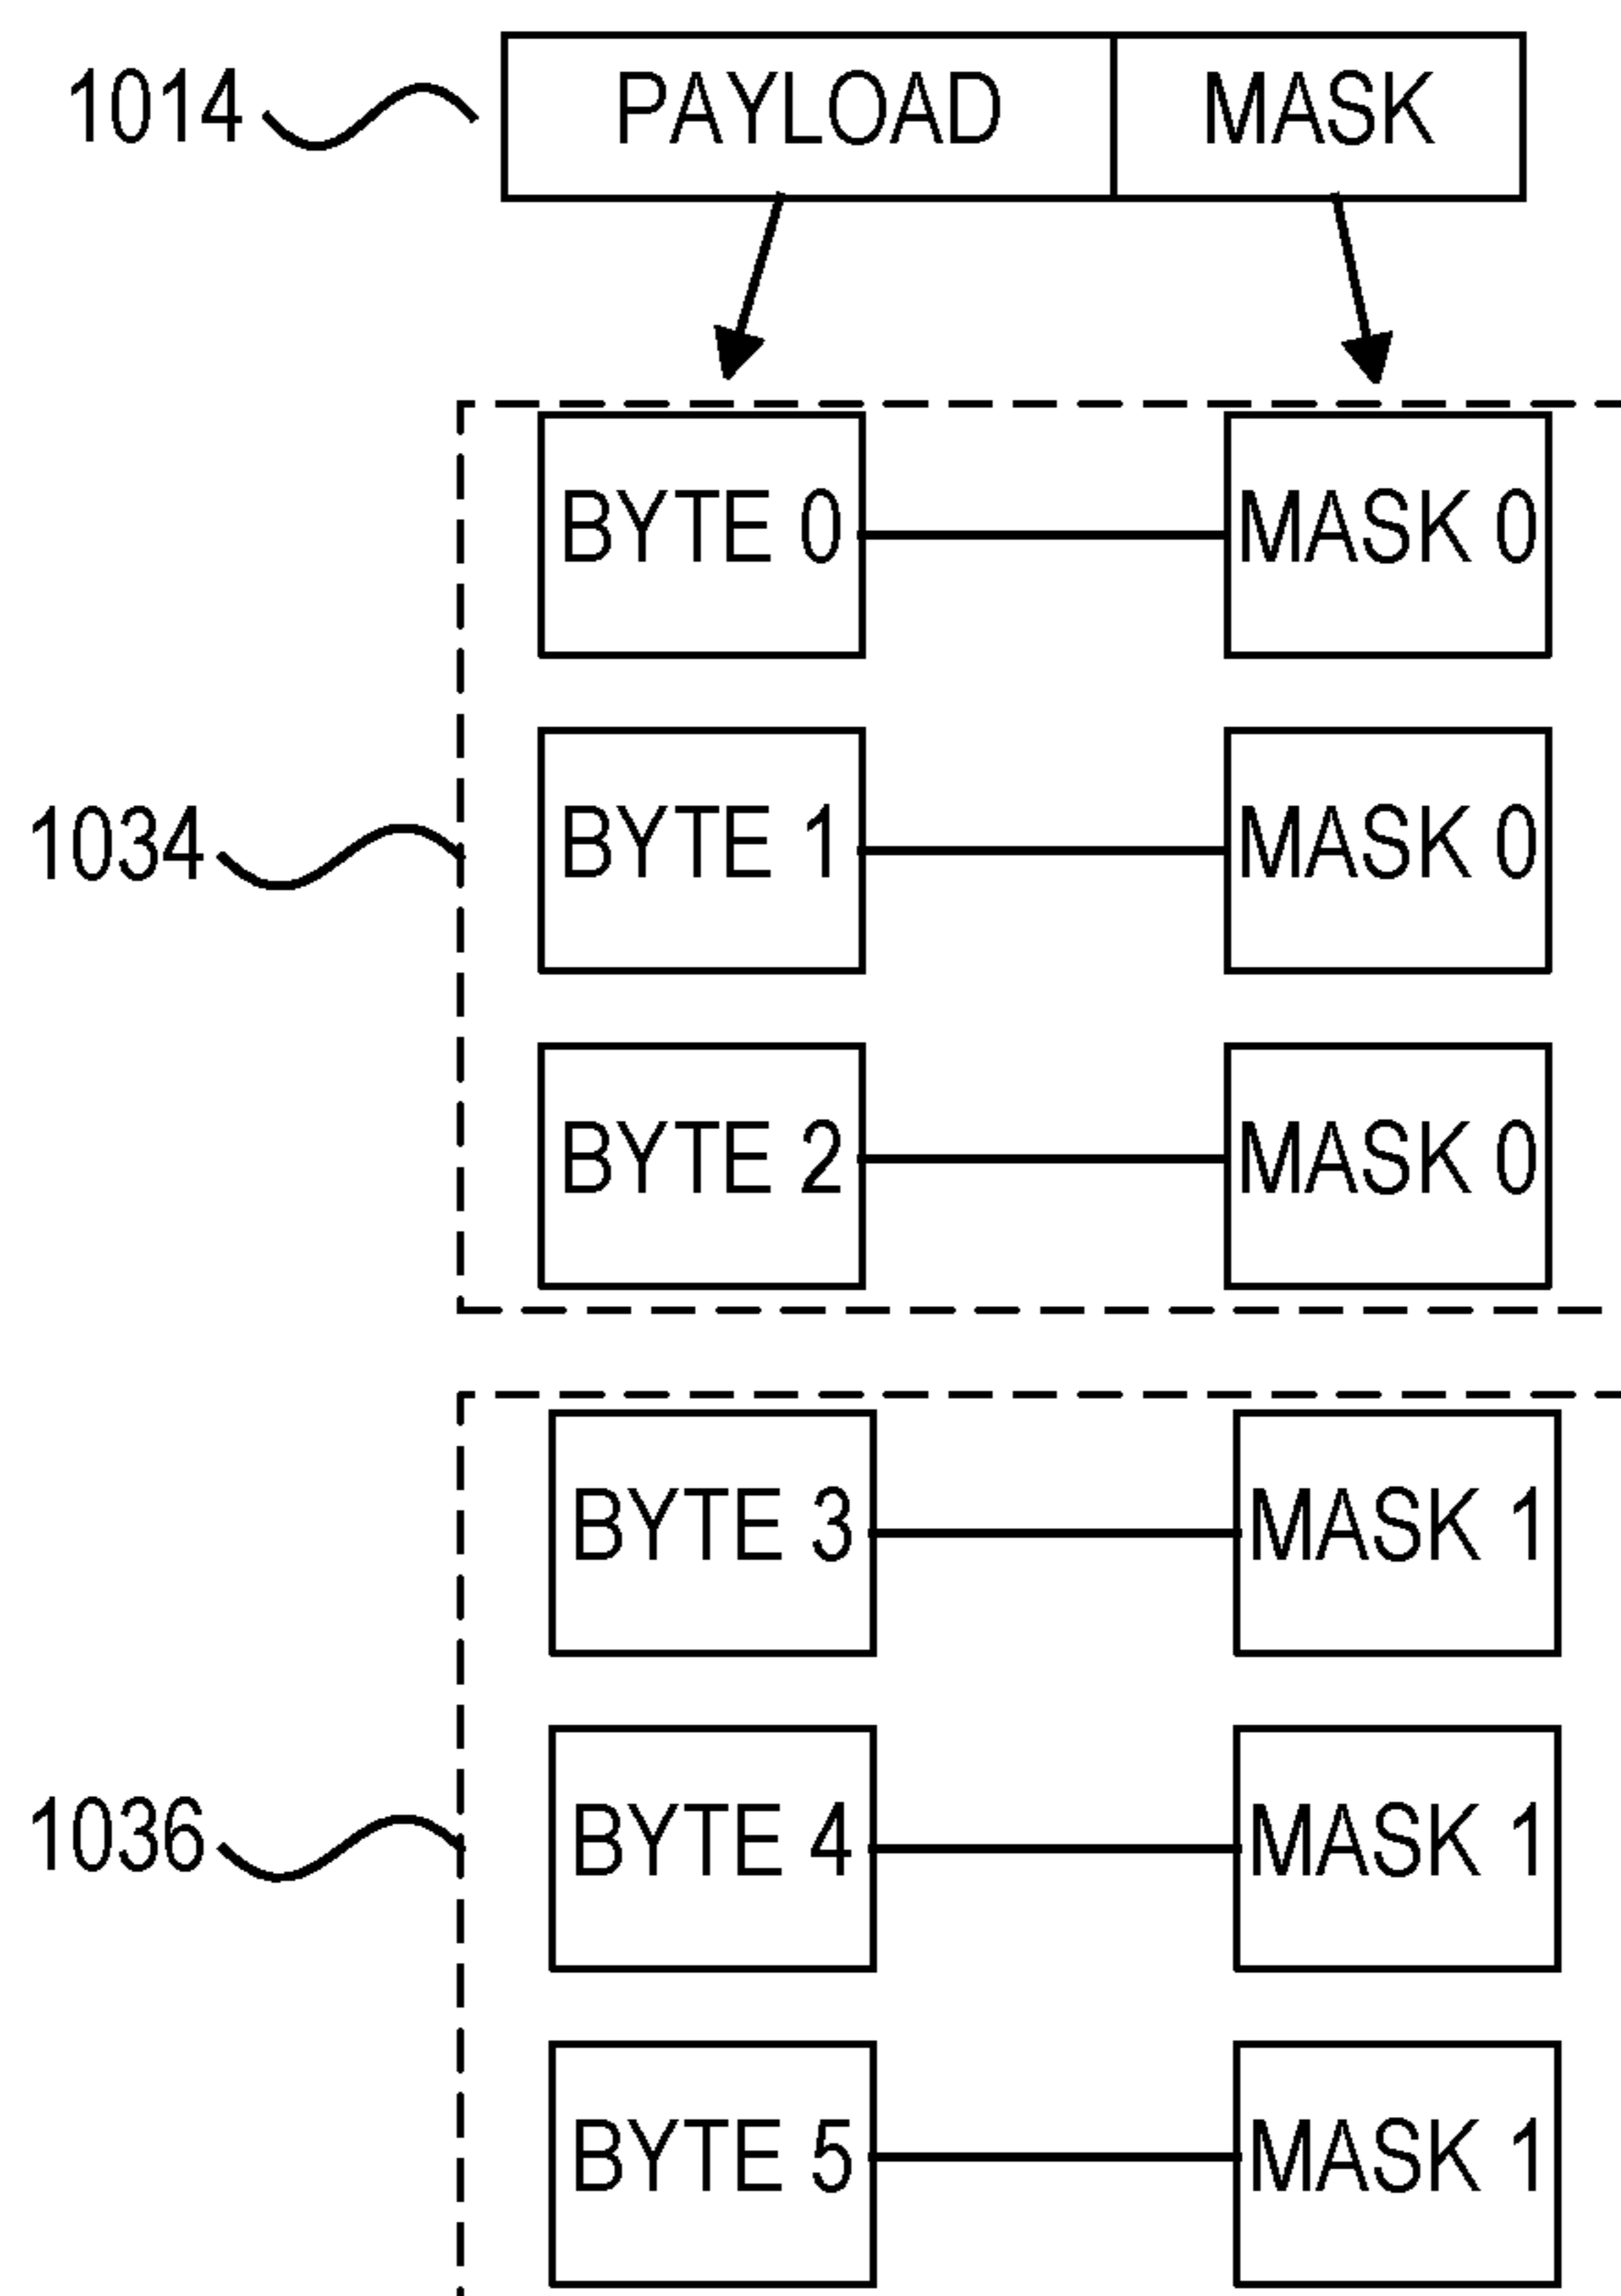 1014 PAYLOAD MASK
BYTE 0 MASK 0
1034 BYTE 1 MASK 0
BYTE 2 MASK 0
BYTE 3 MASK 1
1036 BYTE 4 MASK 1
BYTE 5 MASK 1